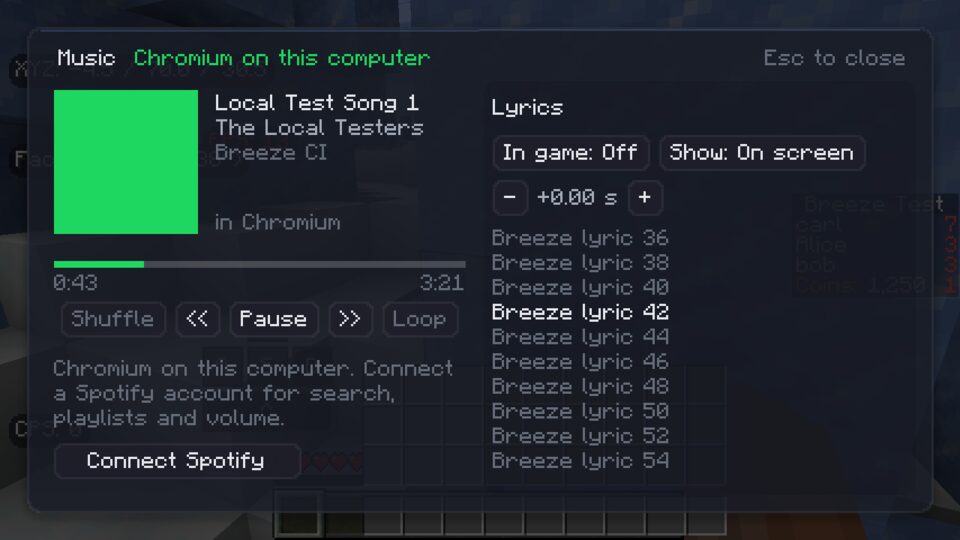 Music Chromium on this computer
Esc to close
Local Test Song 1
The Local Testers
Breeze CI
in Chromium
0:43
3:21
Shuffle << Pause >> Loop
Chromium on this computer. Connect
a Spotify account for search,
playlists and volume.
Connect Spotify
Lyrics
In game: Off
Show: On screen
- +0.00 s +
Breeze lyric 36
Breeze lyric 38
Breeze lyric 40
Breeze lyric 42
Breeze lyric 44
Breeze lyric 46
Breeze lyric 48
Breeze lyric 50
Breeze lyric 52
Breeze lyric 54
Breeze Test
carl
Alice
bob
Coins: 1,250